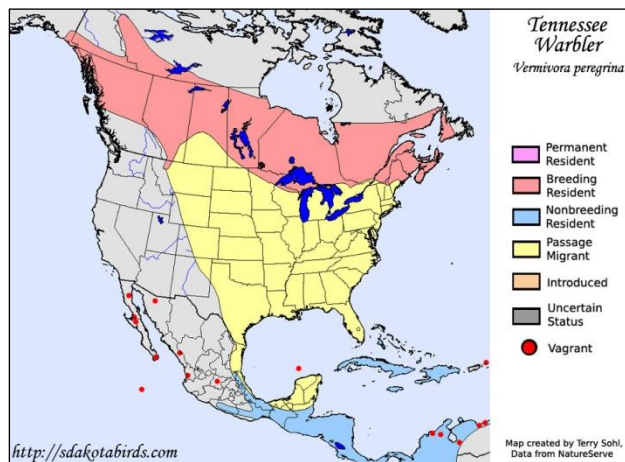 Tennessee
Warbler
Vermivora peregrina
Permanent
Resident
Breeding
Resident
Nonbreeding
Resident
Passage
Migrant
Introduced
Uncertain
Status
Vagrant
http://sdakotabirds.com
Map created by Terry Sohl,
Data from NatureServe